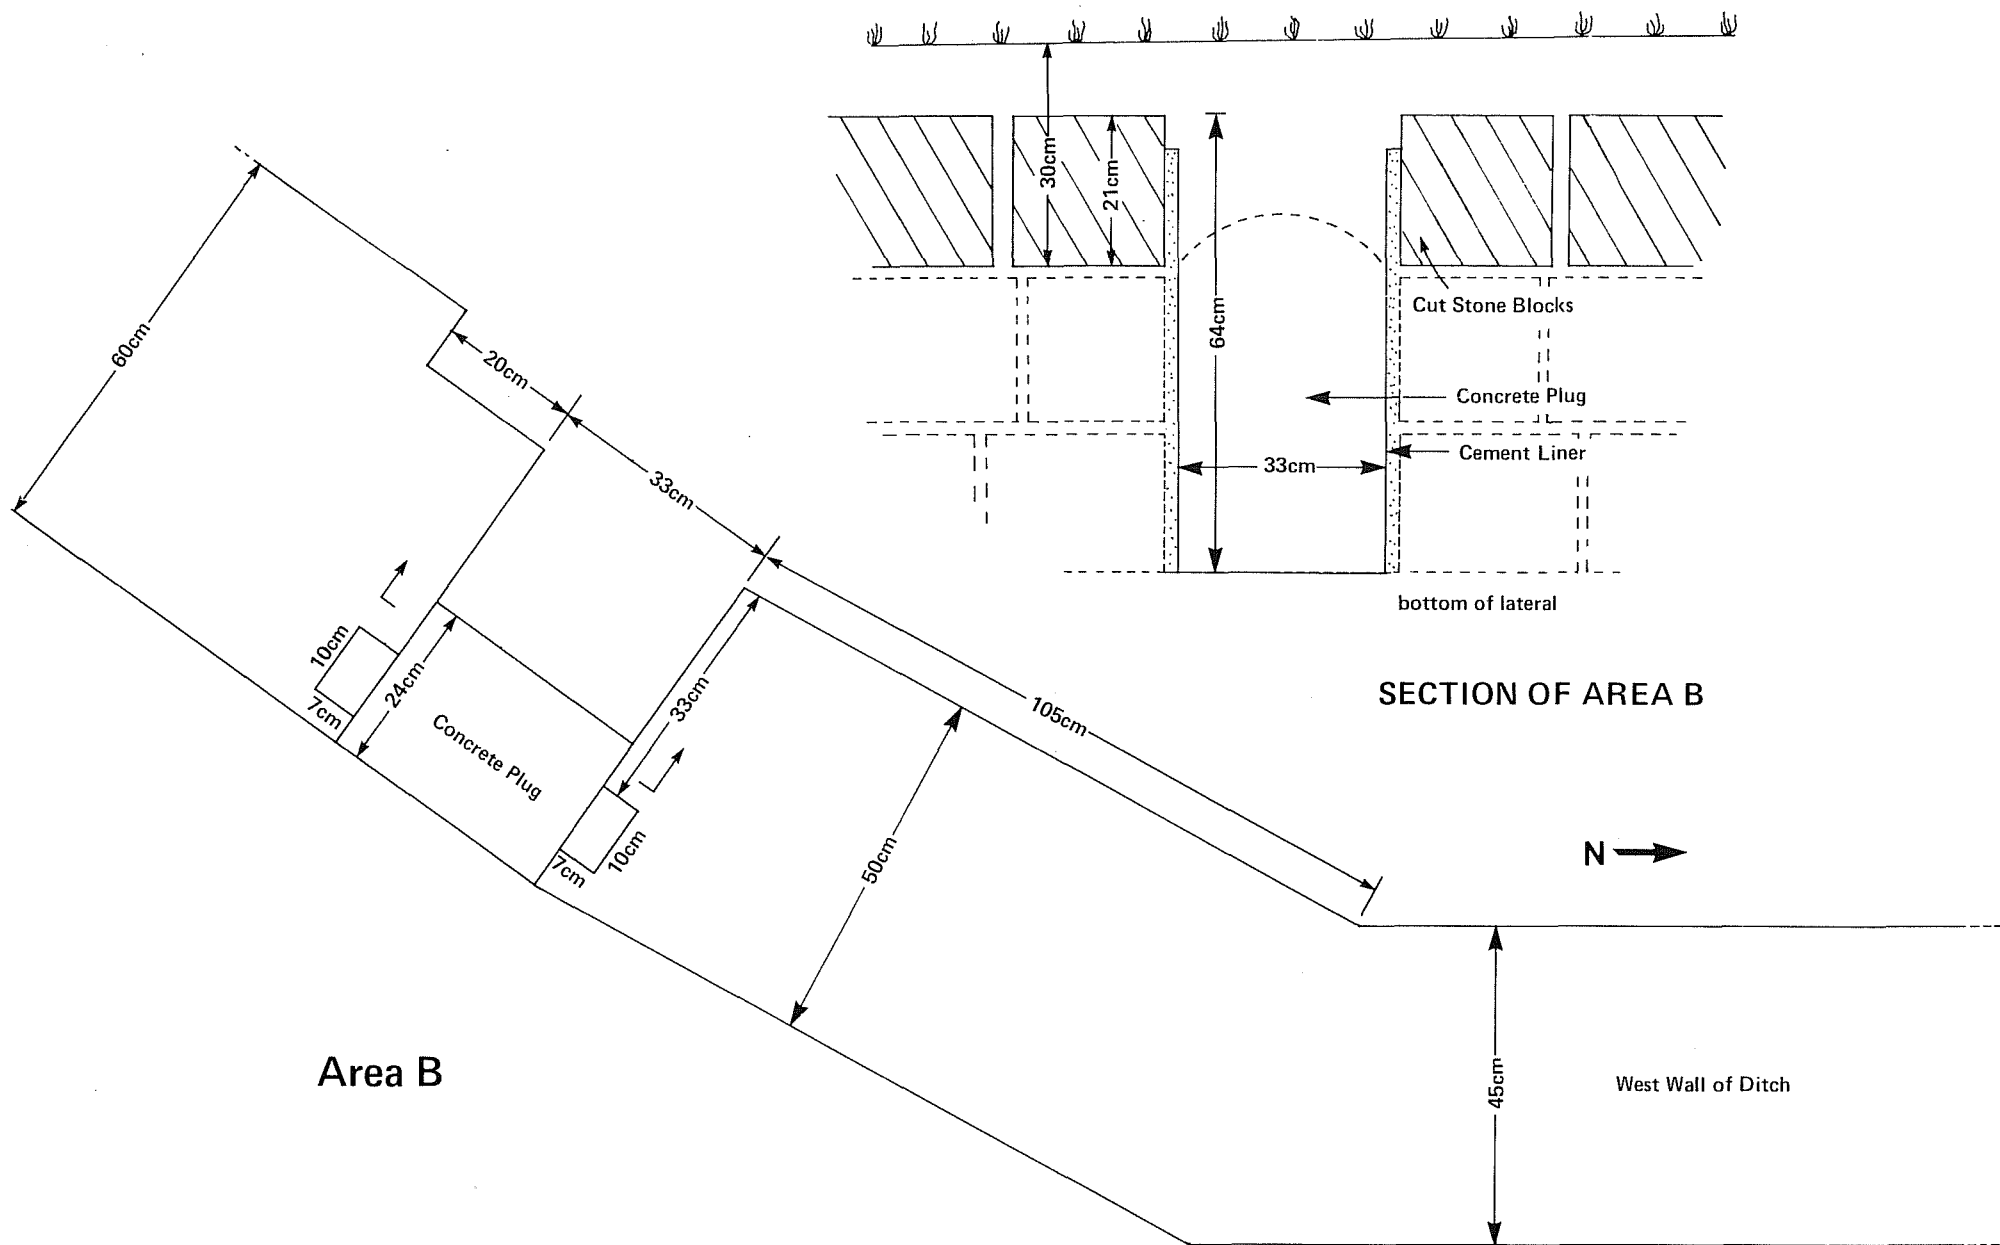 30cm
21cm
64cm
Cut Stone Blocks
Concrete Plug
Cement Liner
33cm
bottom of lateral
SECTION OF AREA B
60cm
20cm
33cm
105cm
10cm
7cm
24cm
Concrete Plug
33cm
7cm
10cm
50cm
N
45cm
West Wall of Ditch
Area B